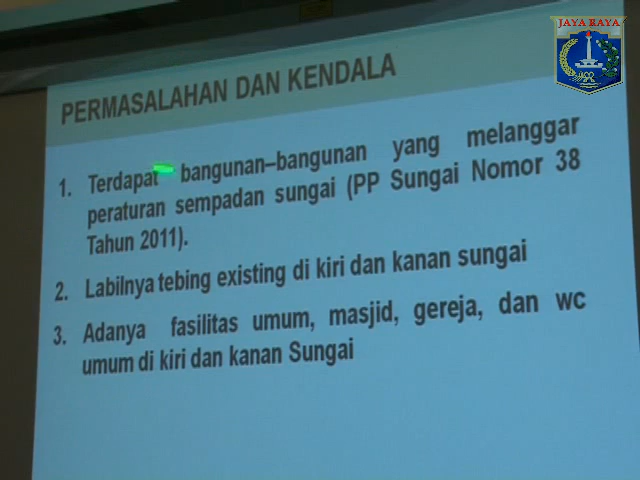 JAYA RAYA
PERMASALAHAN DAN KENDALA
1. Terdapat bangunan–bangunan yang melanggar
peraturan sempadan sungai (PP Sungai Nomor 38
Tahun 2011).
2. Labilnya tebing existing di kiri dan kanan sungai
3. Adanya fasilitas umum, masjid, gereja, dan wc
umum di kiri dan kanan Sungai